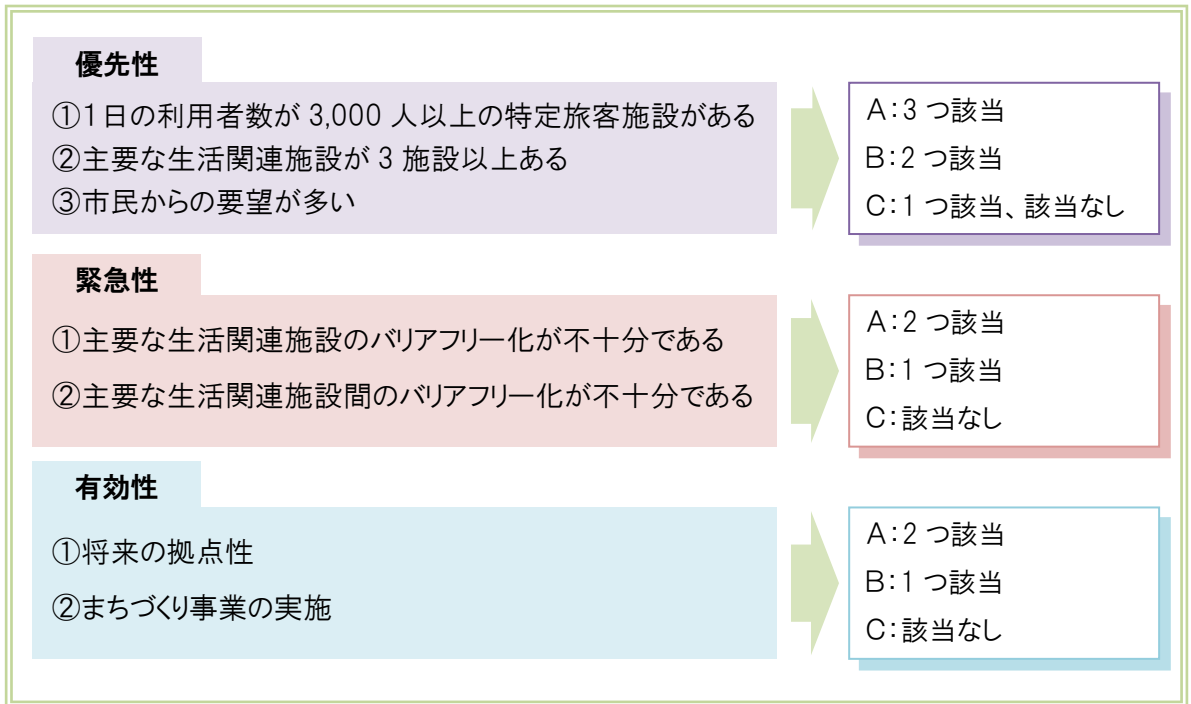 優先性
①1日の利用者数が 3,000 人以上の特定旅客施設がある
②主要な生活関連施設が 3 施設以上ある
③市民からの要望が多い
A:3 つ該当
B:2 つ該当
C:1 つ該当、該当なし
緊急性
①主要な生活関連施設のバリアフリー化が不十分である
②主要な生活関連施設間のバリアフリー化が不十分である
A:2 つ該当
B:1 つ該当
C:該当なし
有効性
①将来の拠点性
②まちづくり事業の実施
A:2 つ該当
B:1 つ該当
C:該当なし